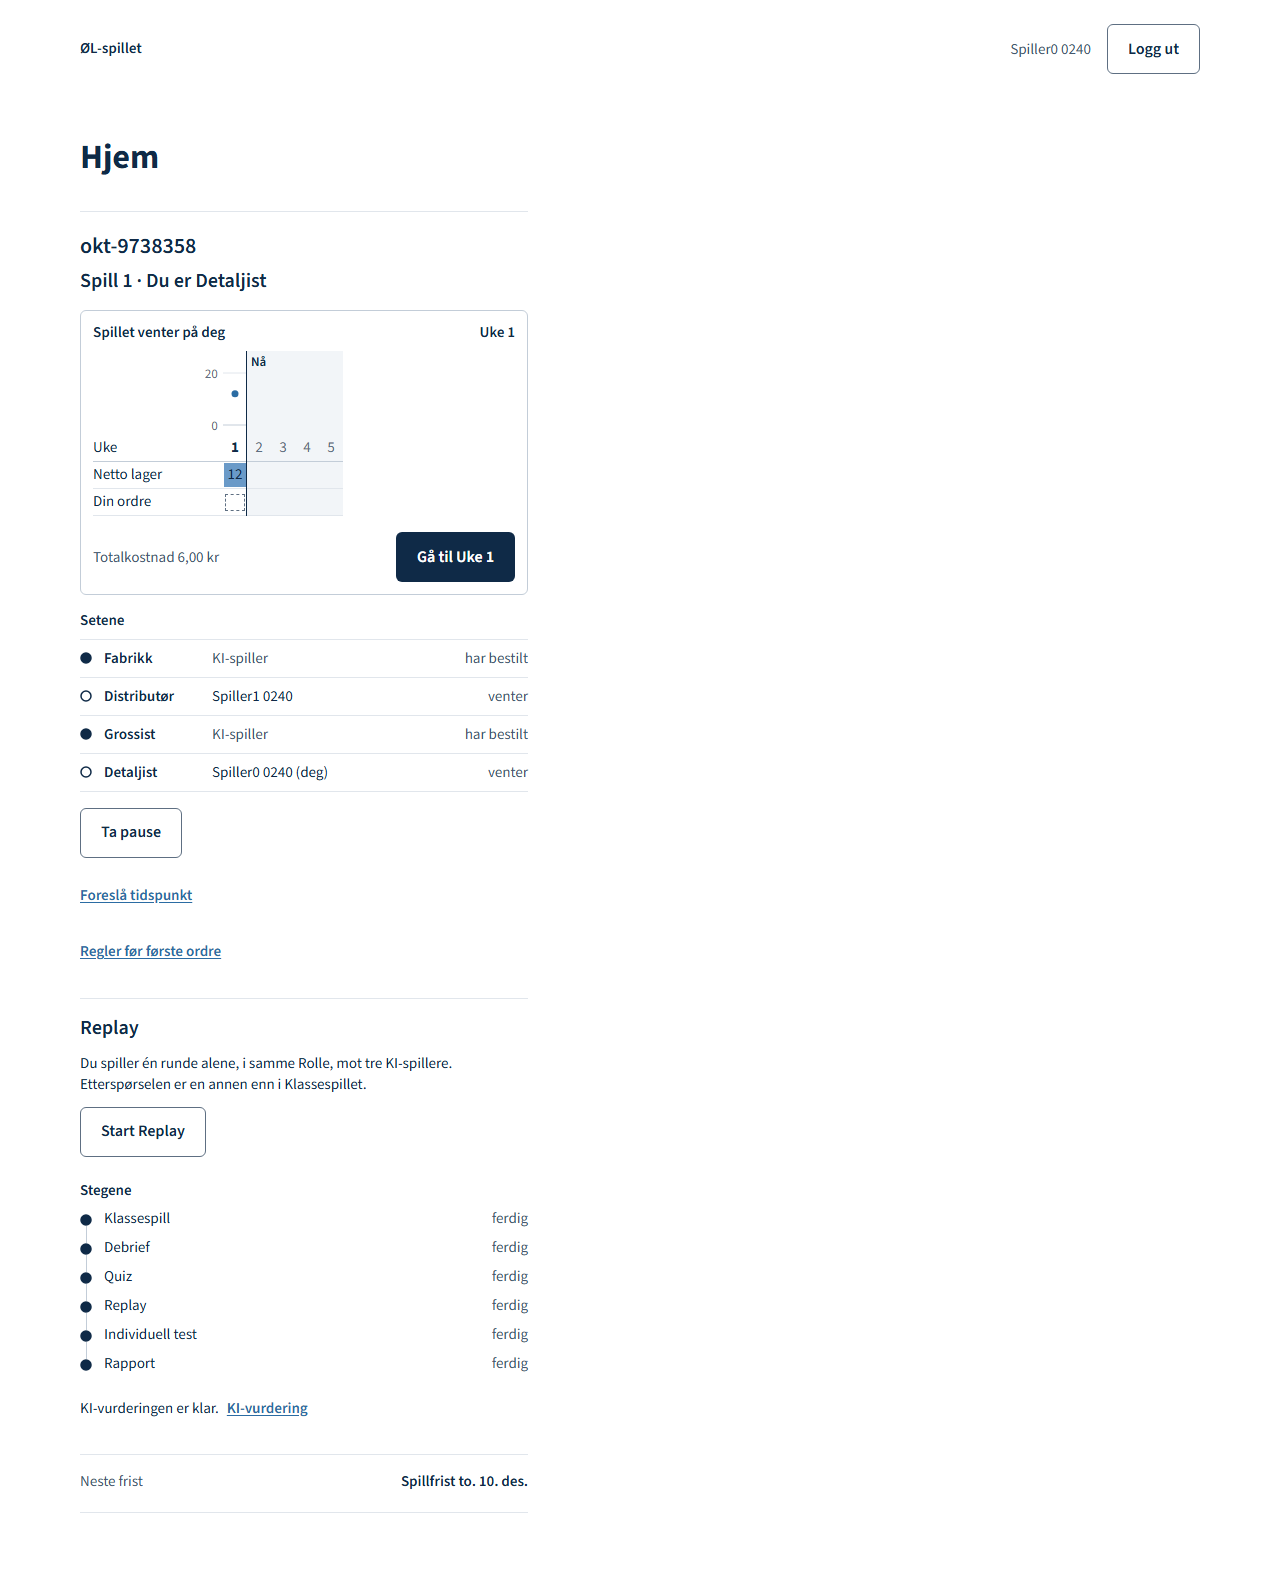 ØL-spillet
Spiller0 0240
Logg ut
Hjem
okt-9738358
Spill 1 · Du er Detaljist
Spillet venter på deg
Uke 1
Nå
20
0
Uke 1 2 3 4 5
Netto lager 12
Din ordre
Totalkostnad 6,00 kr
Gå til Uke 1
Setene
Fabrikk KI-spiller har bestilt
Distributør Spiller1 0240 venter
Grossist KI-spiller har bestilt
Detaljist Spiller0 0240 (deg) venter
Ta pause
Foreslå tidspunkt
Regler før første ordre
Replay
Du spiller én runde alene, i samme Rolle, mot tre KI-spillere.
Etterspørselen er en annen enn i Klassespillet.
Start Replay
Stegene
Klassespill ferdig
Debrief ferdig
Quiz ferdig
Replay ferdig
Individuell test ferdig
Rapport ferdig
KI-vurderingen er klar. KI-vurdering
Neste frist Spillfrist to. 10. des.